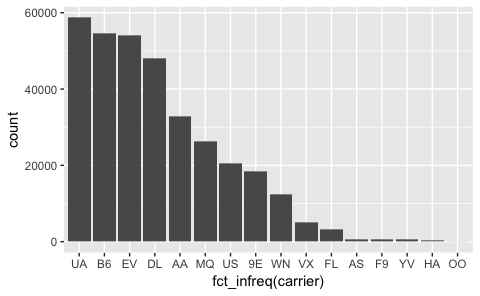 60000
40000
20000
0
count
UA B6 EV DL AA MQ US 9E WN VX FL AS F9 YV HA OO
fct_infreq(carrier)